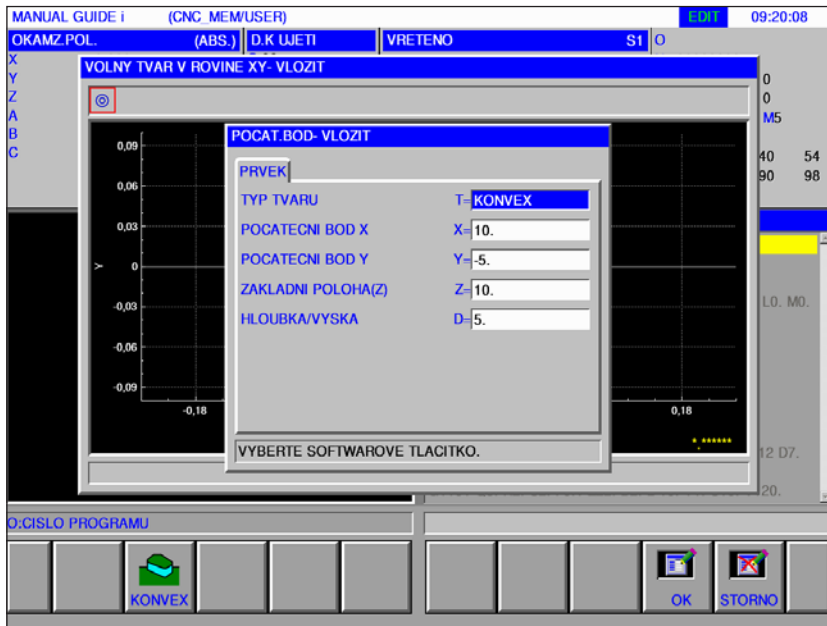 MANUAL GUIDE i (CNC_MEM/USER) EDIT 09:20:08
OKAMZ.POL. (ABS.) D.K UJETI VRETENO S1 O
X
Y
Z
A
B
C
0
0
M5
40 54
90 98
VOLNY TVAR V ROVINE XY- VLOZIT
POCAT.BOD- VLOZIT
PRVEK
TYP TVARU T= KONVEX
POCATECNI BOD X X= 10.
POCATECNI BOD Y Y= -5.
ZAKLADNI POLOHA(Z) Z= 10.
HLOUBKA/VYSKA D= 5.
VYBERTE SOFTWAROVE TLACITKO.
0,09
0,06
0,03
Y 0
-0,03
-0,06
-0,09
-0,18 0,18
*.******
L0. M0.
12 D7.
20.
O:CISLO PROGRAMU
KONVEX OK STORNO